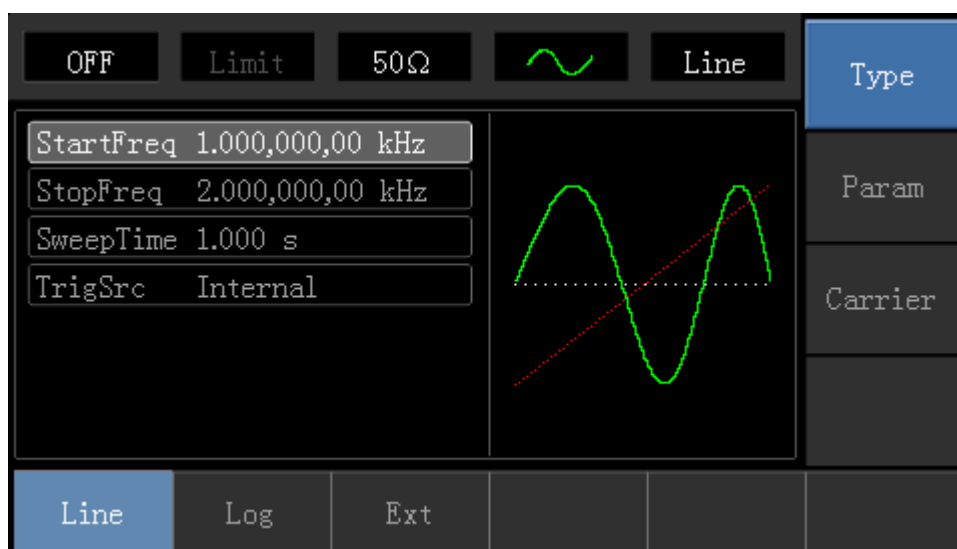 OFF Limit 50Ω Line
Type
StartFreq 1.000,000,00 kHz
StopFreq 2.000,000,00 kHz
SweepTime 1.000 s
TrigSrc Internal
Param
Carrier
Line Log Ext